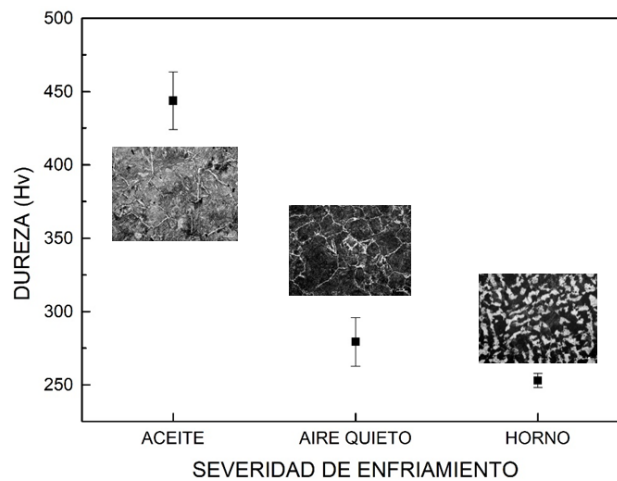 500
450
400
350
300
250
DUREZA (Hv)
ACEITE
AIRE QUIETO
HORNO
SEVERIDAD DE ENFRIAMIENTO